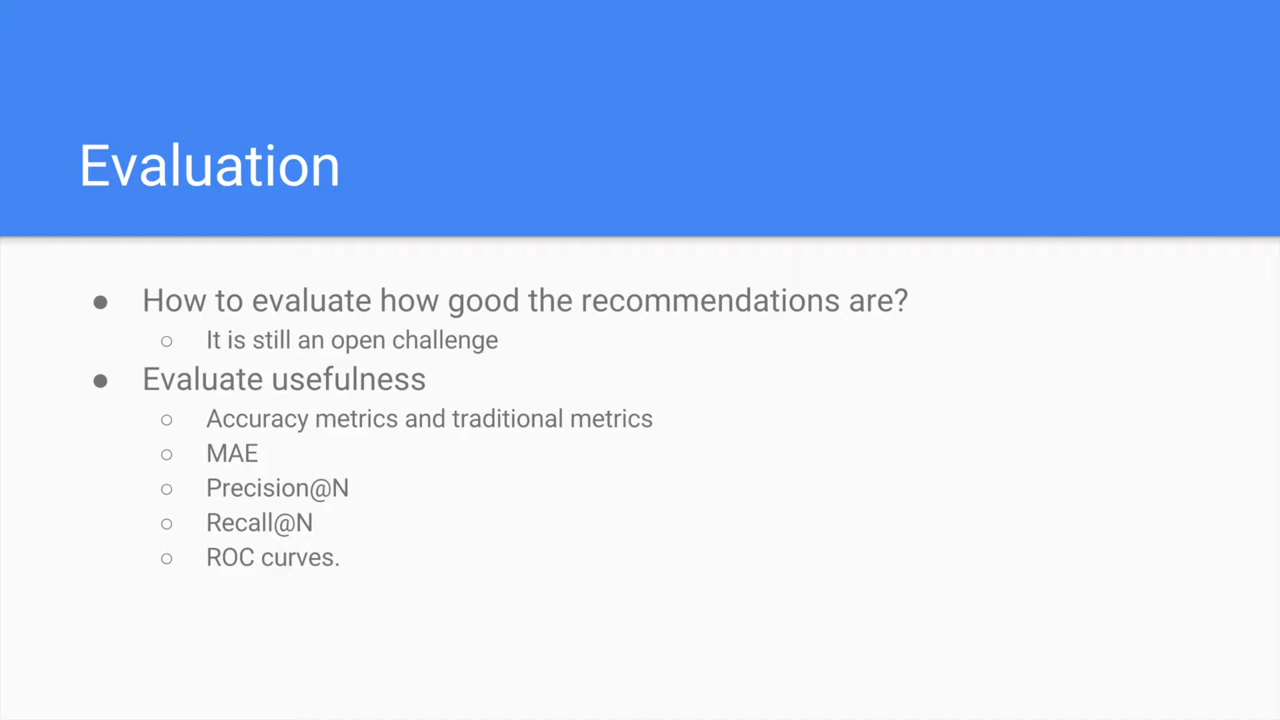 Evaluation
● How to evaluate how good the recommendations are?
○ It is still an open challenge
● Evaluate usefulness
○ Accuracy metrics and traditional metrics
○ MAE
○ Precision@N
○ Recall@N
○ ROC curves.